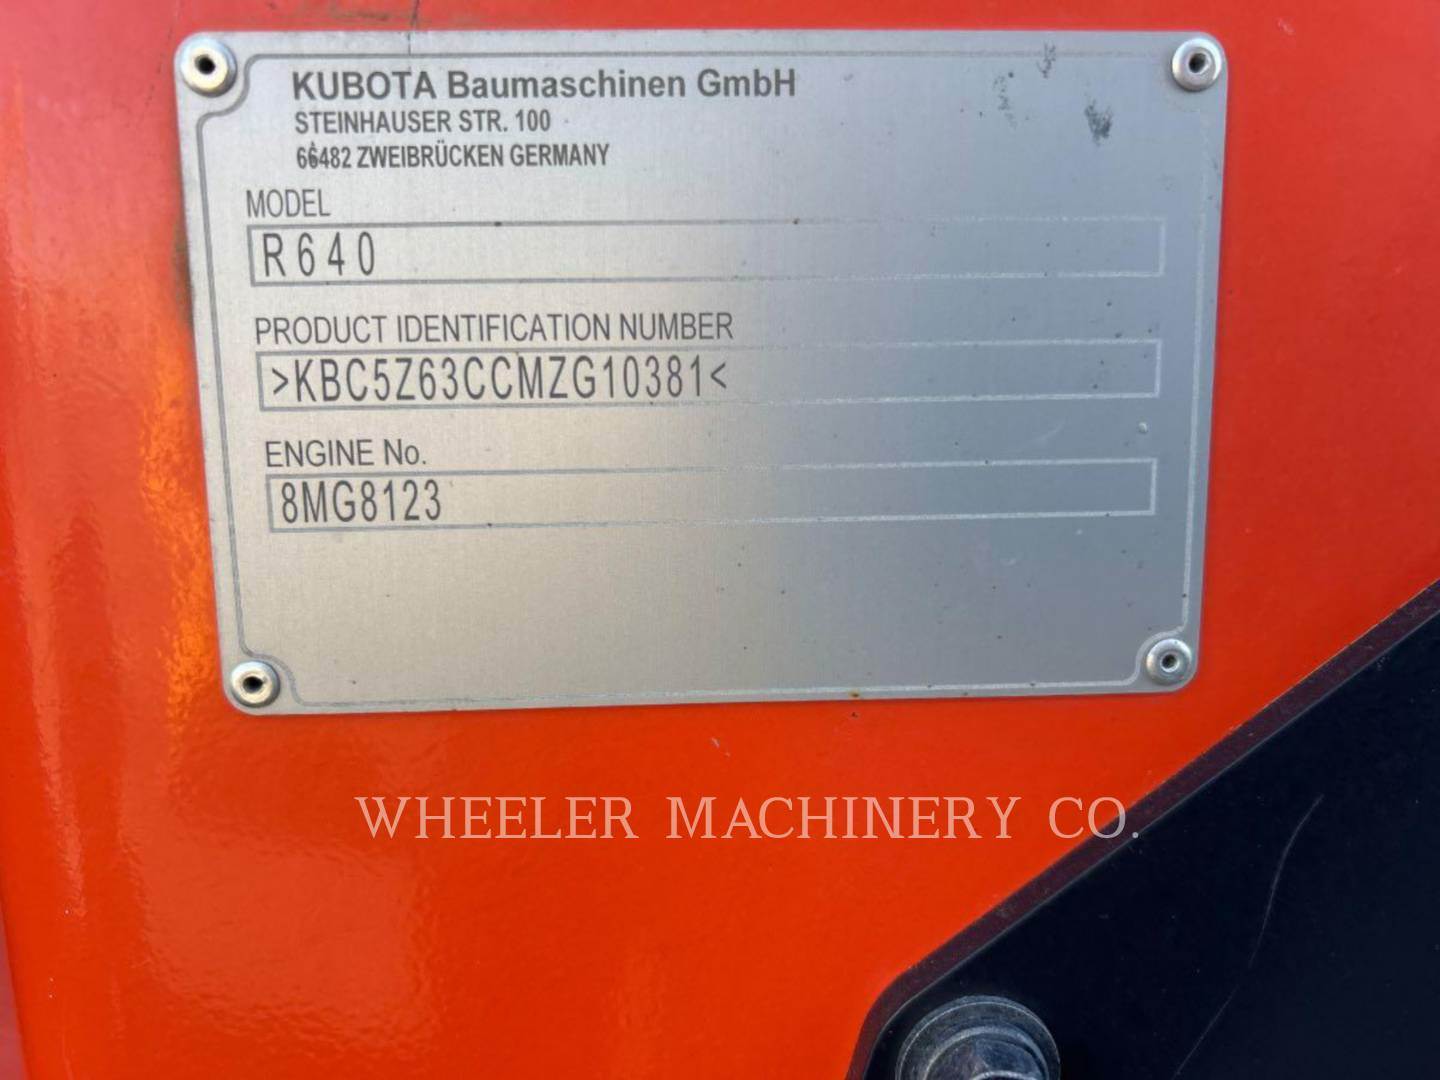 KUBOTA Baumaschinen GmbH
STEINHAUSER STR. 100
66482 ZWEIBRÜCKEN GERMANY
MODEL
R640
PRODUCT IDENTIFICATION NUMBER
>KBC5Z63CCMZG10381<
ENGINE No.
8MG8123
WHEELER MACHINERY CO.